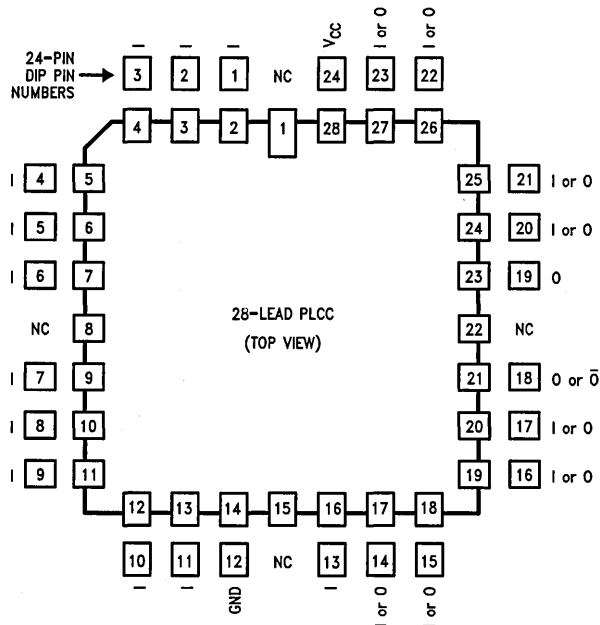 I I I V_CC I or O I or O
24-PIN
DIP PIN
NUMBERS
3 2 1 NC 24 23 22
4 3 2 1 28 27 26
I 4 5 25 21 I or O
I 5 6 24 20 I or O
I 6 7 23 19 O
NC 8 22 NC
28-LEAD PLCC
(TOP VIEW)
I 7 9 21 18 O or O̅
I 8 10 20 17 I or O
I 9 11 19 16 I or O
12 13 14 15 16 17 18
10 11 12 NC 13 14 15
I I GND I I or O I or O